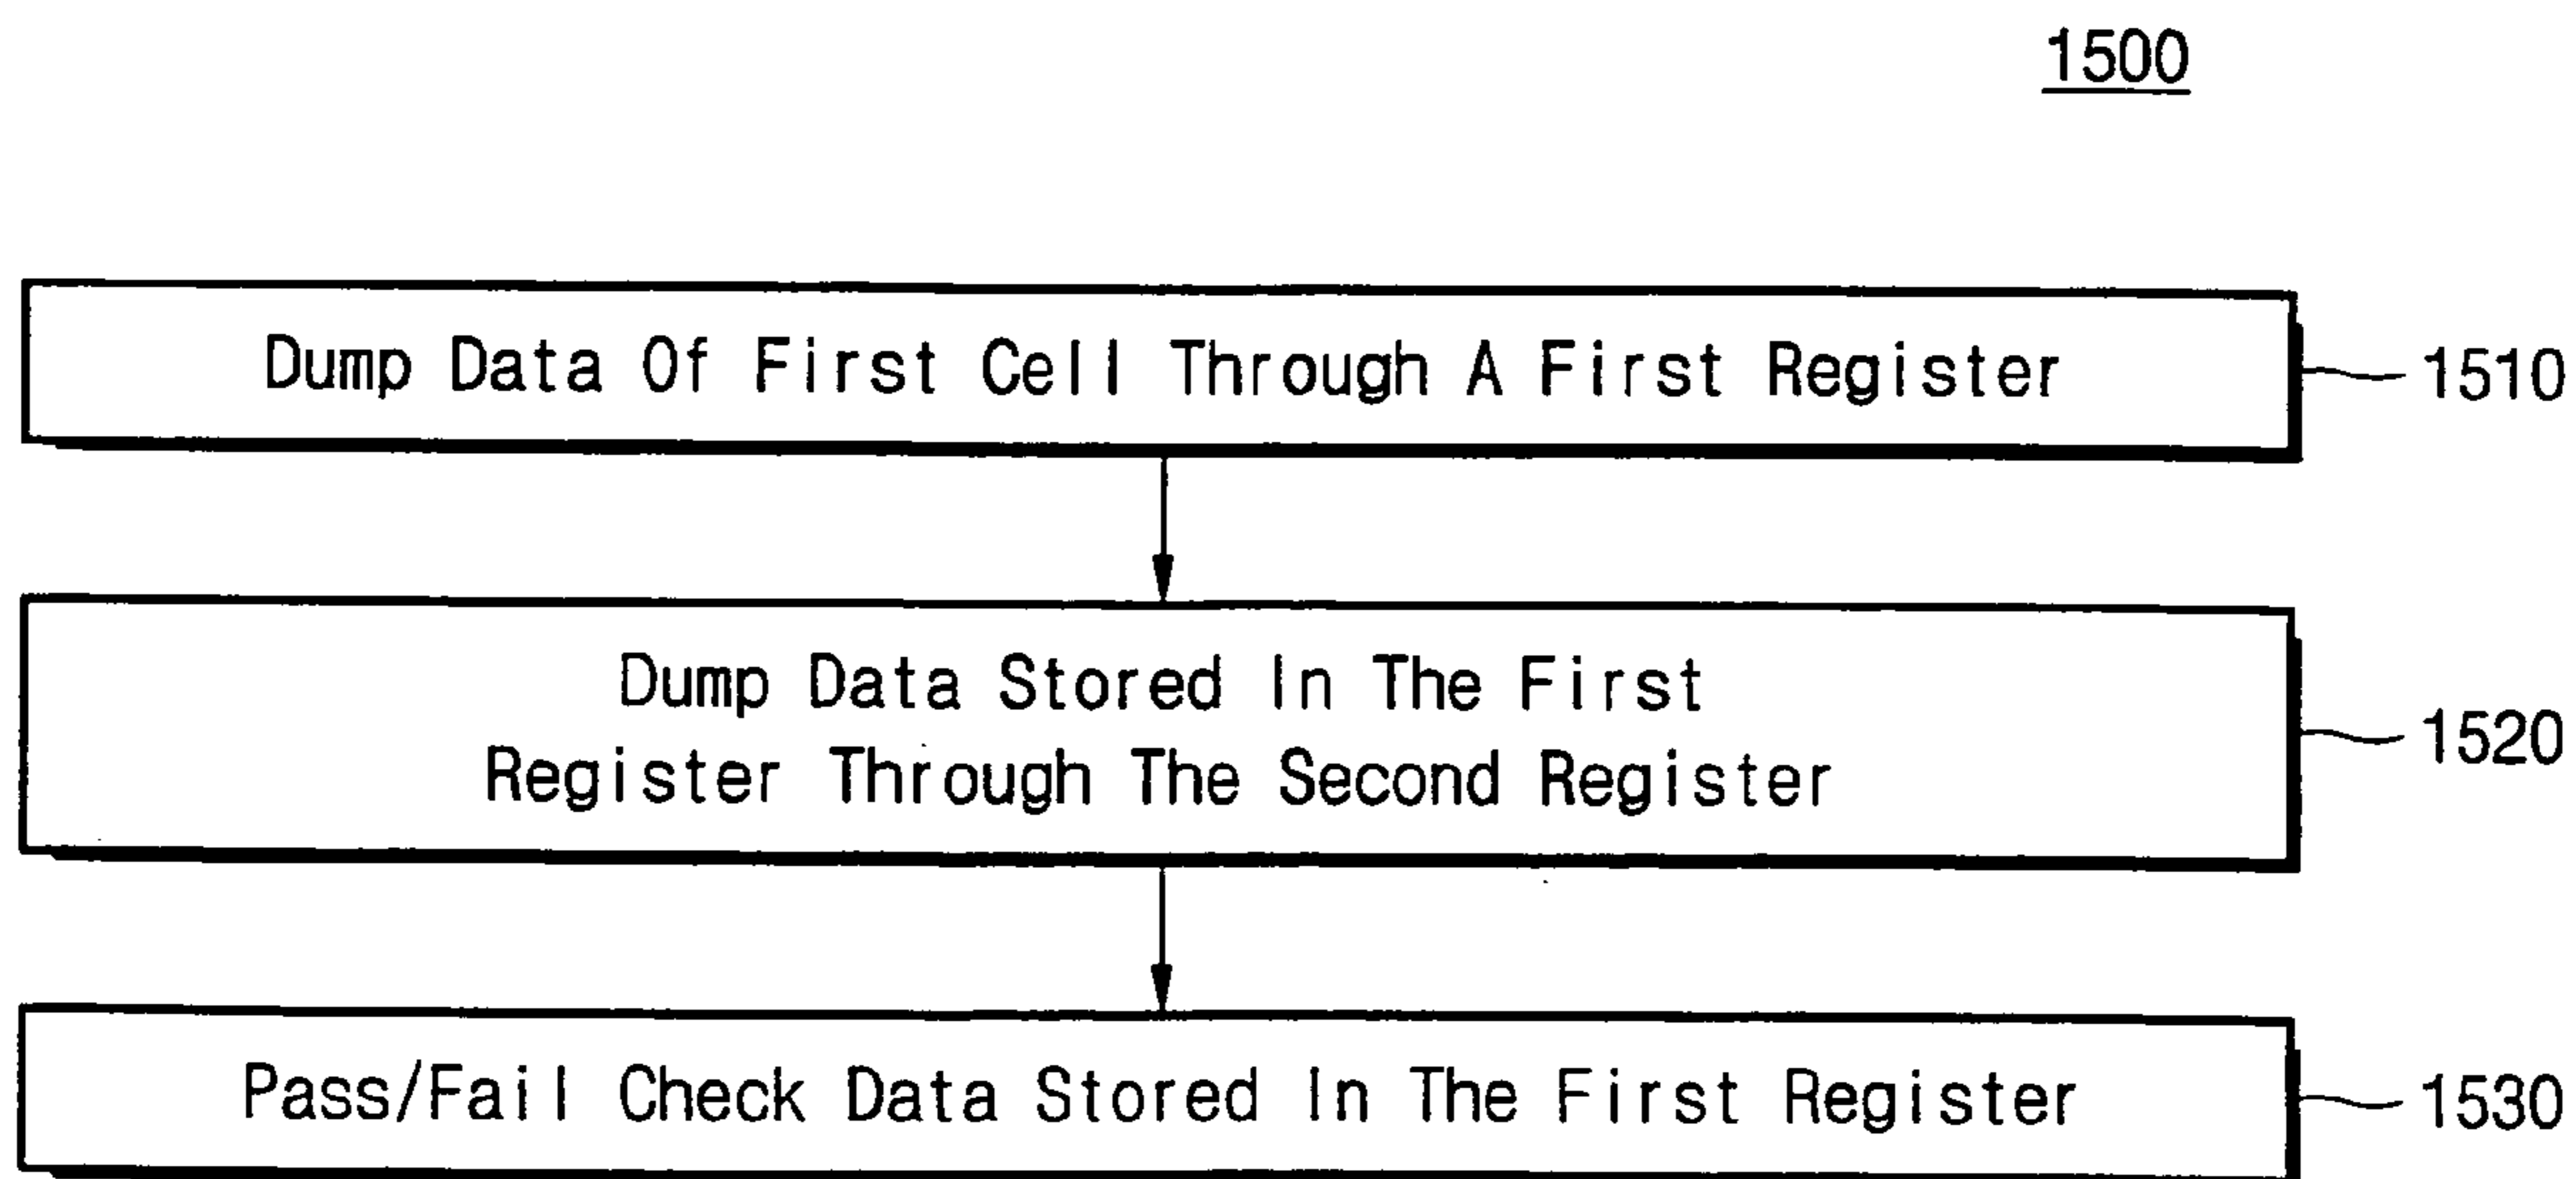 1500
Dump Data Of First Cell Through A First Register
1510
Dump Data Stored In The First
Register Through The Second Register
1520
Pass/Fail Check Data Stored In The First Register
1530